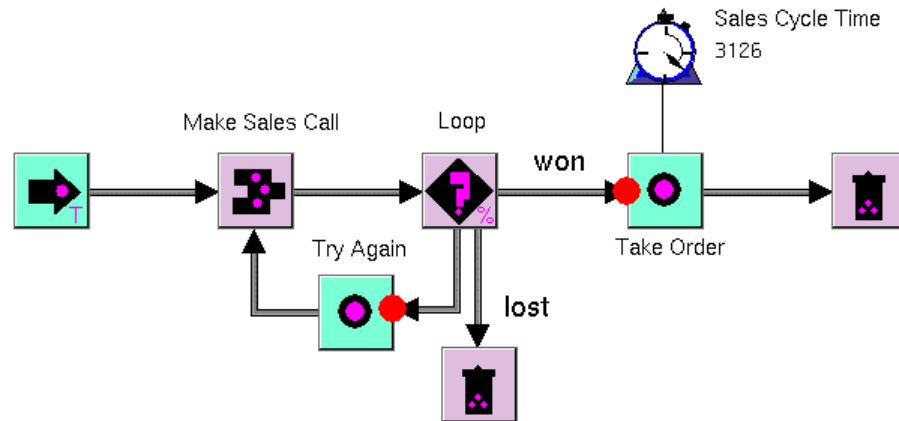 Sales Cycle Time
3126
Make Sales Call
Loop
won
T
%
Try Again
Take Order
lost